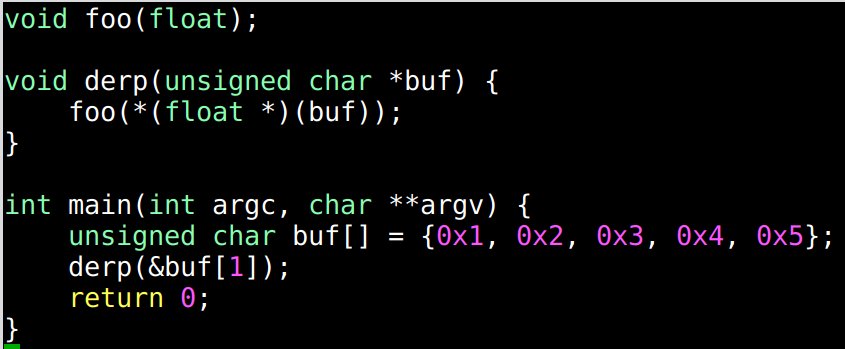 void foo(float);

void derp(unsigned char *buf) {
    foo(*(float *)(buf));
}

int main(int argc, char **argv) {
    unsigned char buf[] = {0x1, 0x2, 0x3, 0x4, 0x5};
    derp(&buf[1]);
    return 0;
}